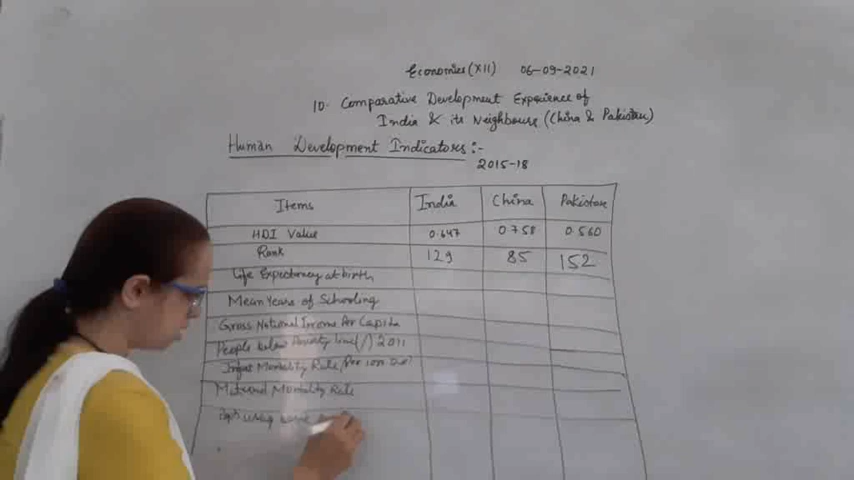 Economics (XII) 06-09-2021
10. Comparative Development Experience of
India & its Neighbours (China & Pakistan)
Human Development Indicators :-
2015-18
Items India China Pakistan
HDI Value 0.647 0.758 0.560
Rank 129 85 152
Life Expectancy at birth
Mean Years of Schooling
Gross National Income Per Capita
People below Poverty line 2011
Infant Mortality Rate (Per
Maternal Mortality Rate
using